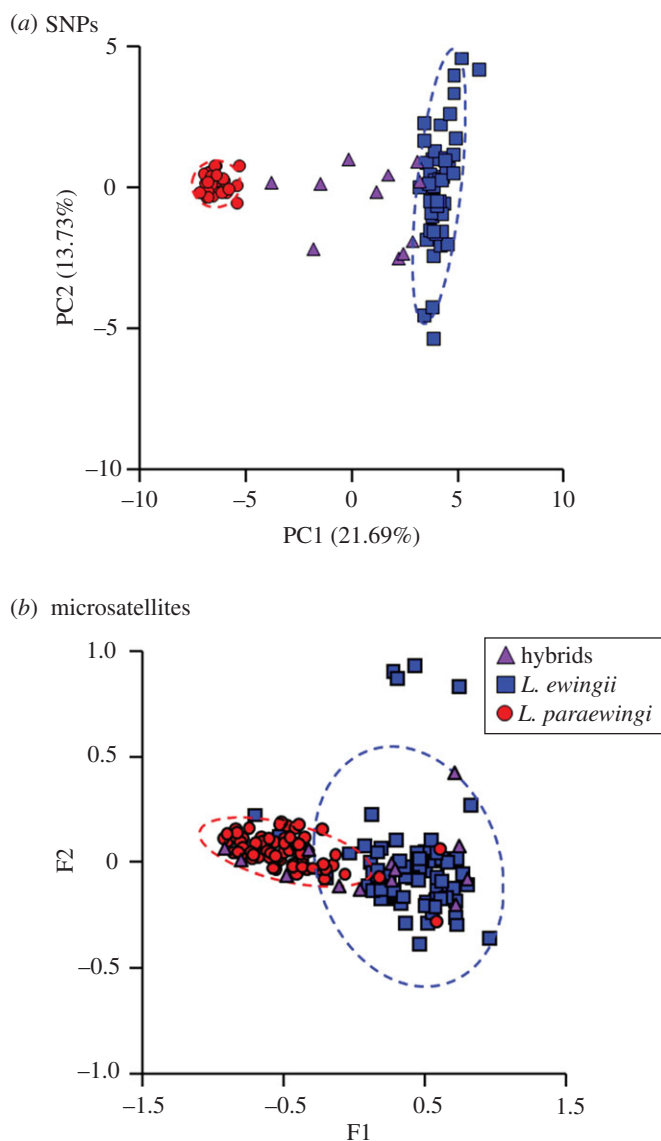 (a) SNPs
5
0
−5
−10
PC2 (13.73%)
−10 −5 0 5 10
PC1 (21.69%)
(b) microsatellites
hybrids
L. ewingii
L. paraewingi
1.0
0.5
0
−0.5
−1.0
F2
−1.5 −0.5 0.5 1.5
F1